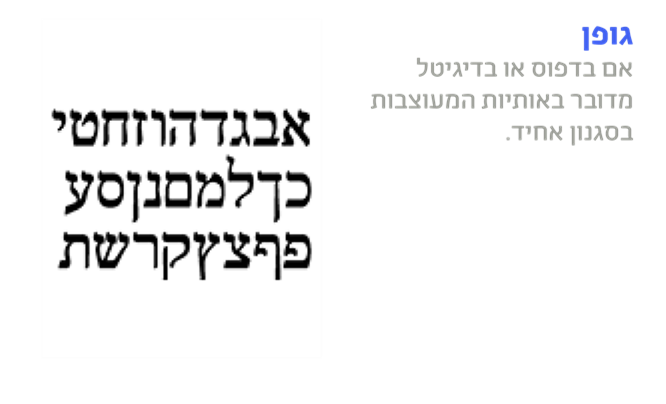 גופן
אם בדפוס או בדיגיטל
מדובר באותיות המעוצבות
בסגנון אחיד.
אבגדהוזחטי
כךלמםנןסע
פףצץקרשת